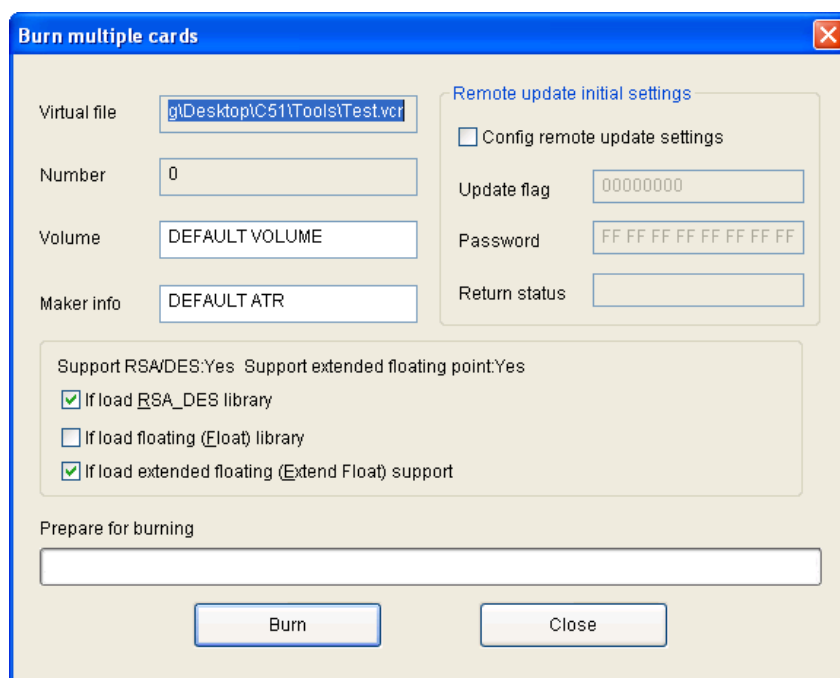 Burn multiple cards
Virtual file
g\Desktop\C51\Tools\Test.vcr
Number
0
Volume
DEFAULT VOLUME
Maker info
DEFAULT ATR
Remote update initial settings
Config remote update settings
Update flag
00000000
Password
FF FF FF FF FF FF FF FF
Return status
Support RSA/DES:Yes Support extended floating point:Yes
If load RSA_DES library
If load floating (Float) library
If load extended floating (Extend Float) support
Prepare for burning
Burn
Close